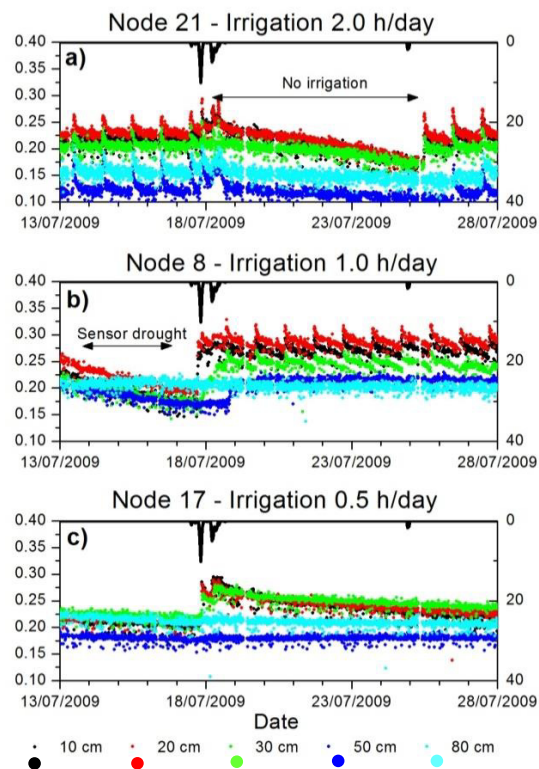 Node 21 - Irrigation 2.0 h/day
0.40 0
a)
0.35
No irrigation
0.30
0.25 20
0.20
0.15
0.10 40
13/07/2009 18/07/2009 23/07/2009 28/07/2009
Node 8 - Irrigation 1.0 h/day
0.40 0
b)
0.35
Sensor drought
0.30
0.25 20
0.20
0.15
0.10 40
13/07/2009 18/07/2009 23/07/2009 28/07/2009
Node 17 - Irrigation 0.5 h/day
0.40 0
c)
0.35
0.30
0.25 20
0.20
0.15
0.10 40
13/07/2009 18/07/2009 23/07/2009 28/07/2009
Date
10 cm 20 cm 30 cm 50 cm 80 cm